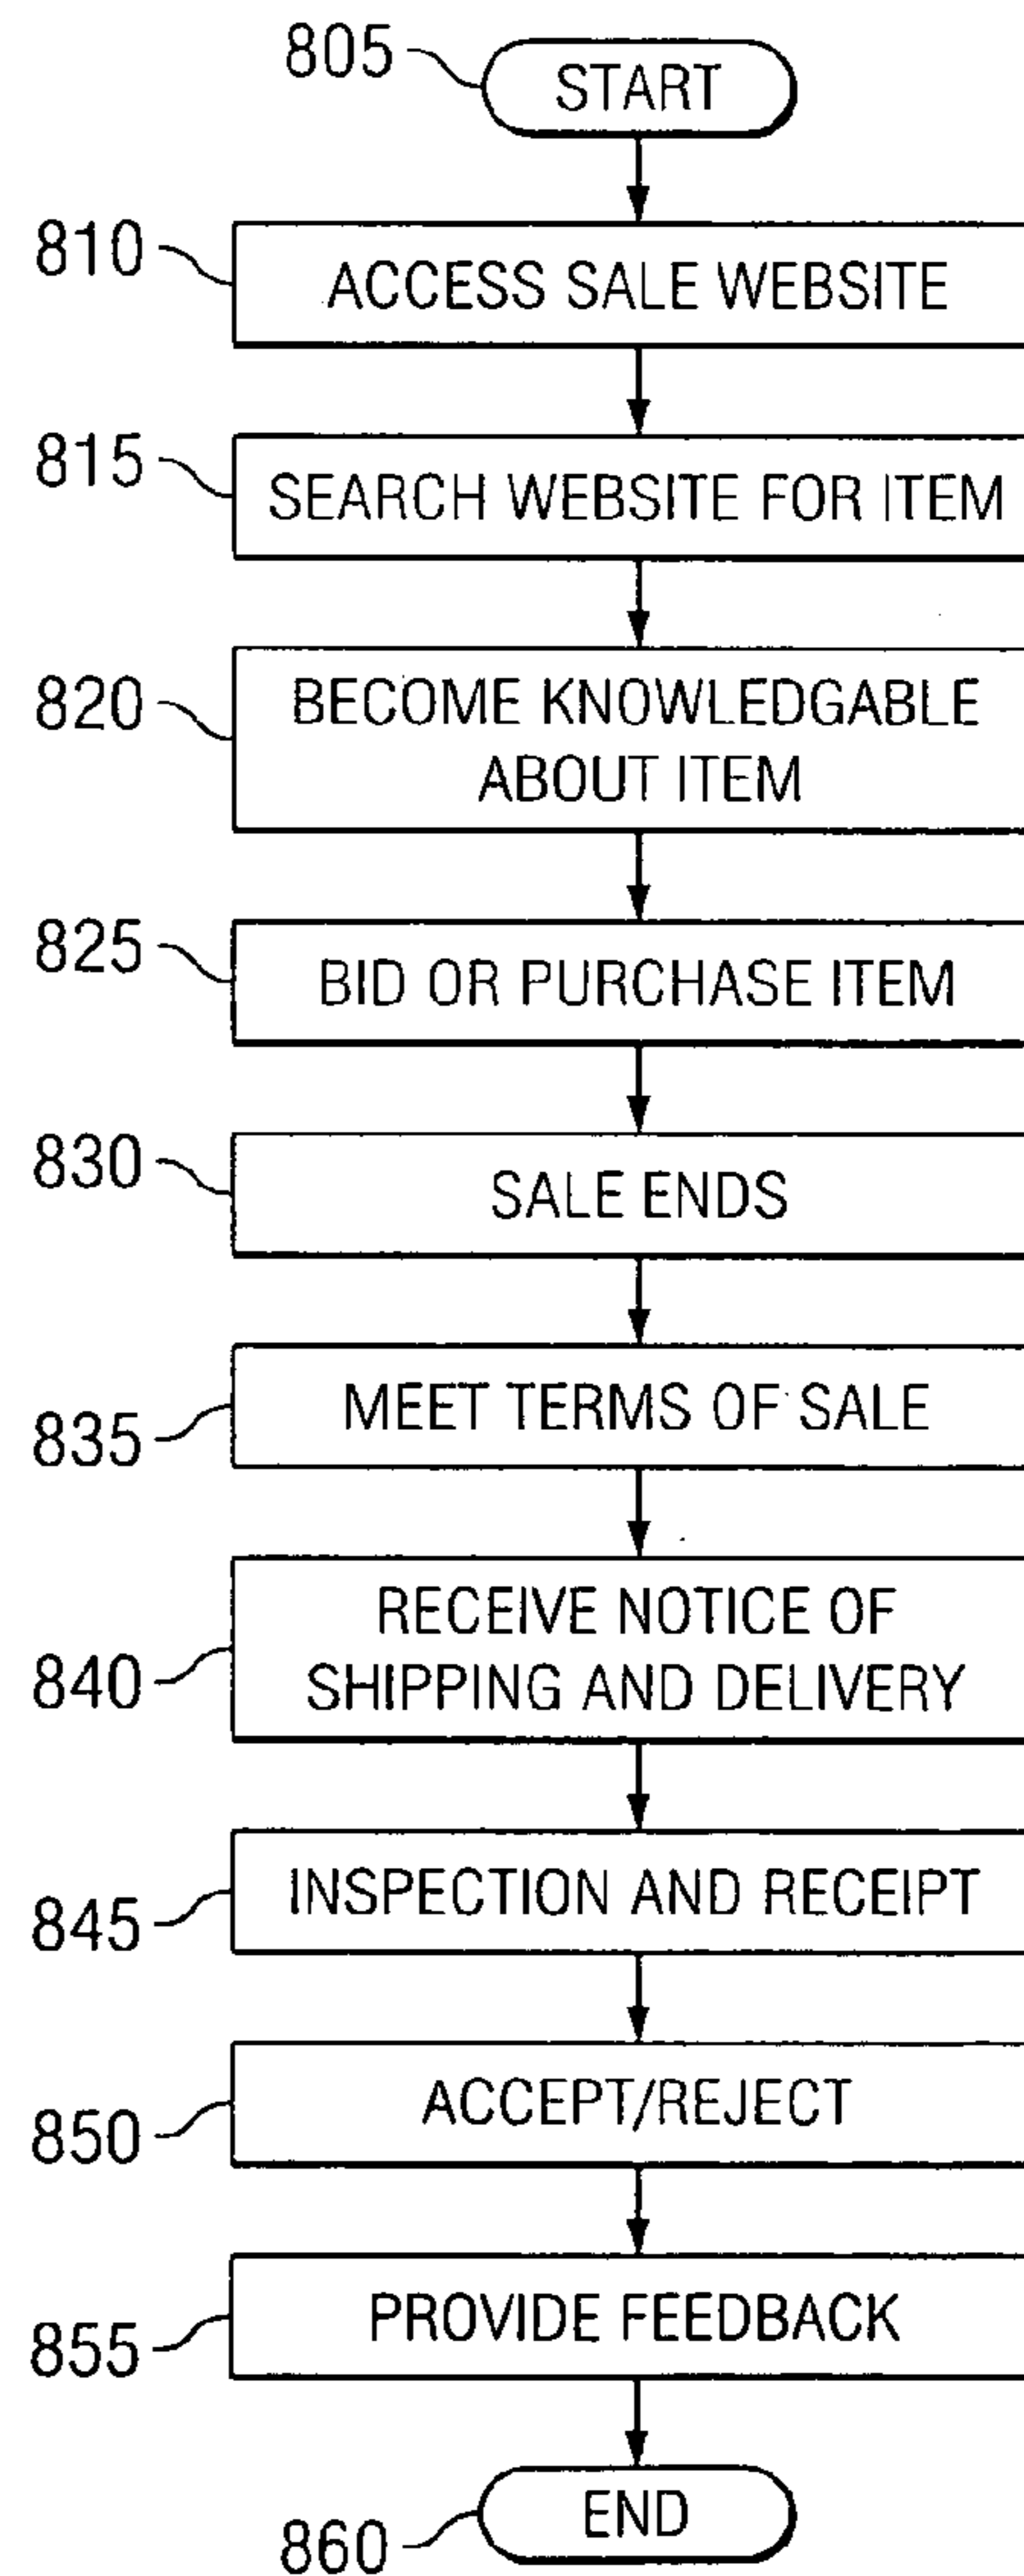 805
START
810
ACCESS SALE WEBSITE
815
SEARCH WEBSITE FOR ITEM
820
BECOME KNOWLEDGABLE
ABOUT ITEM
825
BID OR PURCHASE ITEM
830
SALE ENDS
835
MEET TERMS OF SALE
840
RECEIVE NOTICE OF
SHIPPING AND DELIVERY
845
INSPECTION AND RECEIPT
850
ACCEPT/REJECT
855
PROVIDE FEEDBACK
860
END